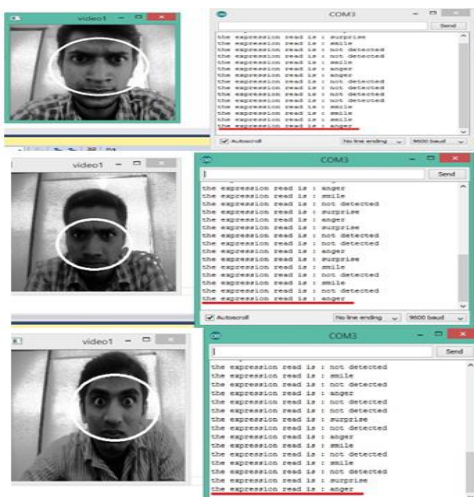 video1
COM3
Send
the expression read is : surprise
the expression read is : smile
the expression read is : not detected
the expression read is : not detected
the expression read is : smile
the expression read is : anger
the expression read is : not detected
the expression read is : not detected
the expression read is : not detected
the expression read is : smile
the expression read is : smile
the expression read is : anger
Autoscroll
No line ending
9600 baud
video1
COM3
Send
the expression read is : anger
the expression read is : smile
the expression read is : not detected
the expression read is : surprise
the expression read is : anger
the expression read is : surprise
the expression read is : not detected
the expression read is : not detected
the expression read is : anger
the expression read is : surprise
the expression read is : smile
the expression read is : not detected
the expression read is : smile
the expression read is : anger
Autoscroll
No line ending
9600 baud
video1
COM3
Send
the expression read is : not detected
the expression read is : smile
the expression read is : not detected
the expression read is : anger
the expression read is : not detected
the expression read is : not detected
the expression read is : surprise
the expression read is : not detected
the expression read is : anger
the expression read is : smile
the expression read is : not detected
the expression read is : smile
the expression read is : not detected
the expression read is : surprise
the expression read is : anger